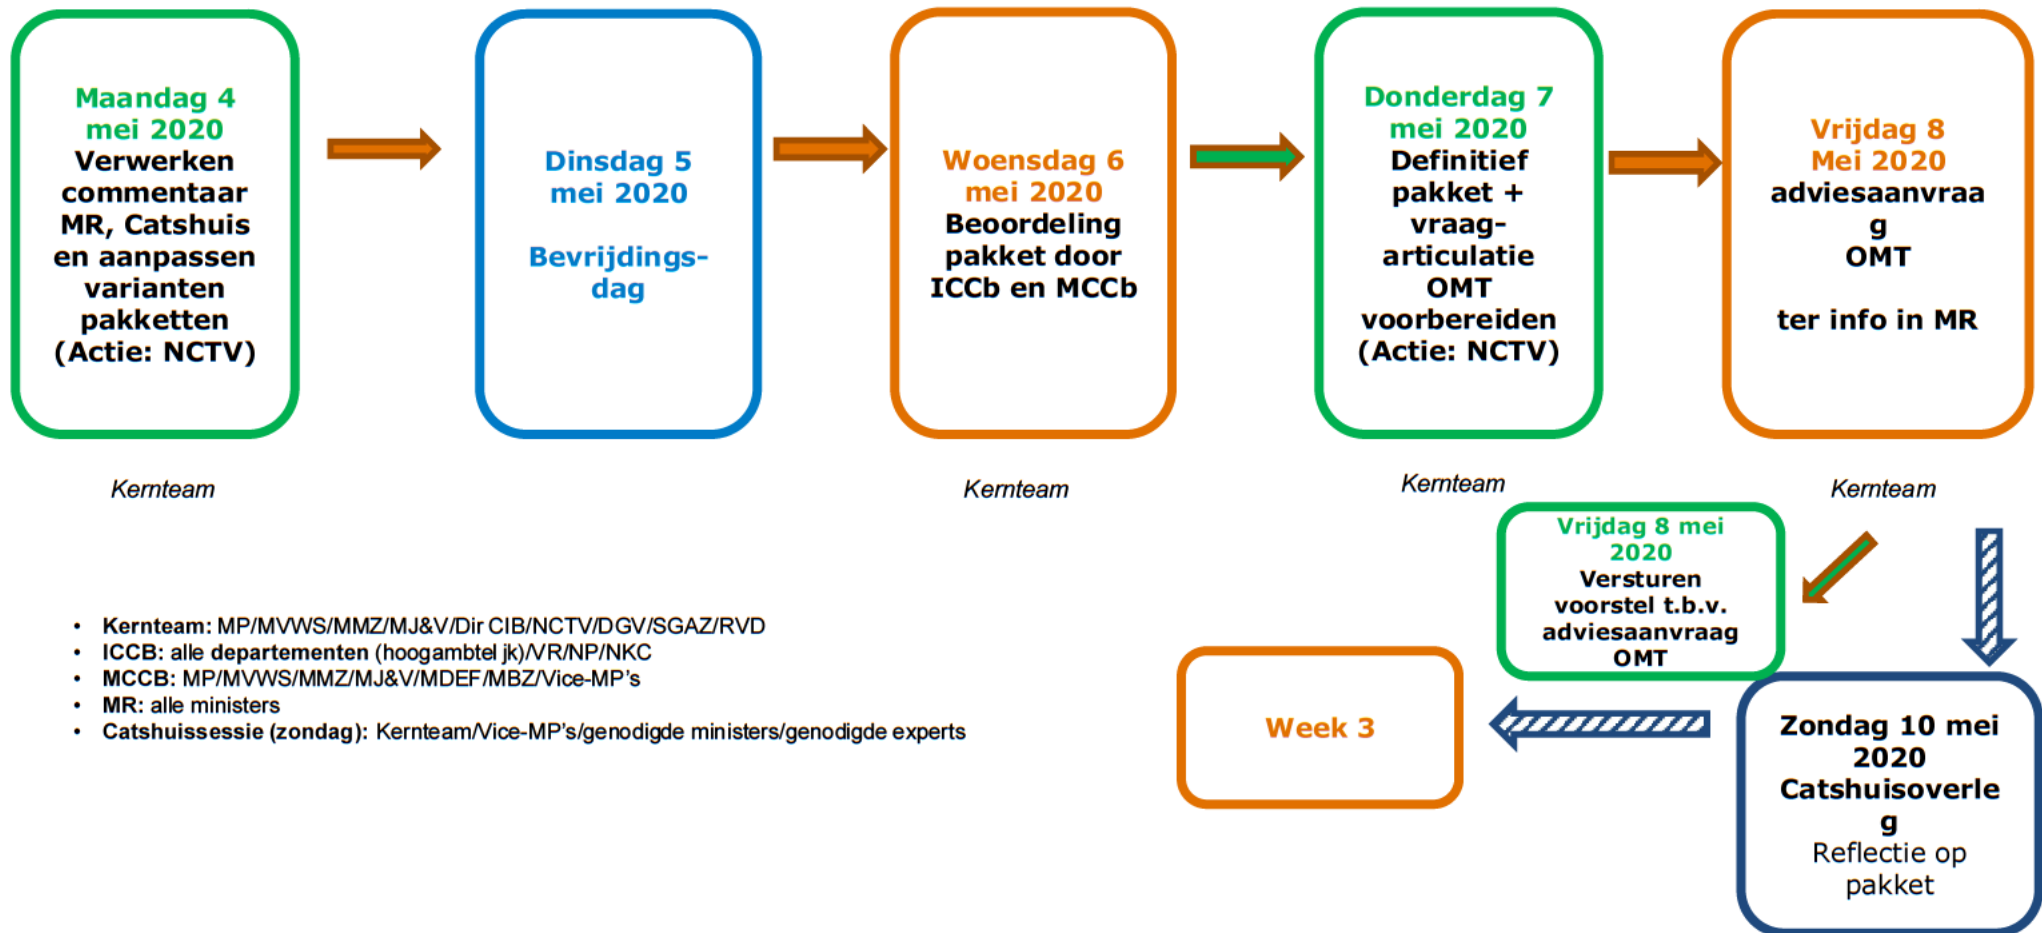 Maandag 4
mei 2020
Verwerken
commentaar
MR, Catshuis
en aanpassen
varianten
pakketten
(Actie: NCTV)
Kernteam
Dinsdag 5
mei 2020
Bevrijdings-
dag
Woensdag 6
mei 2020
Beoordeling
pakket door
ICCb en MCCb
Kernteam
Donderdag 7
mei 2020
Definitief
pakket +
vraag-
articulatie
OMT
voorbereiden
(Actie: NCTV)
Kernteam
Vrijdag 8
Mei 2020
adviesaanvraa
g
OMT
ter info in MR
Kernteam
Vrijdag 8 mei
2020
Versturen
voorstel t.b.v.
adviesaanvraag
OMT
Zondag 10 mei
2020
Catshuisoverle
g
Reflectie op
pakket
Week 3
• Kernteam: MP/MVWS/MMZ/MJ&V/Dir CIB/NCTV/DGV/SGAZ/RVD
• ICCB: alle departementen (hoogambtel jk)/VR/NP/NKC
• MCCB: MP/MVWS/MMZ/MJ&V/MDEF/MBZ/Vice-MP's
• MR: alle ministers
• Catshuissessie (zondag): Kernteam/Vice-MP's/genodigde ministers/genodigde experts